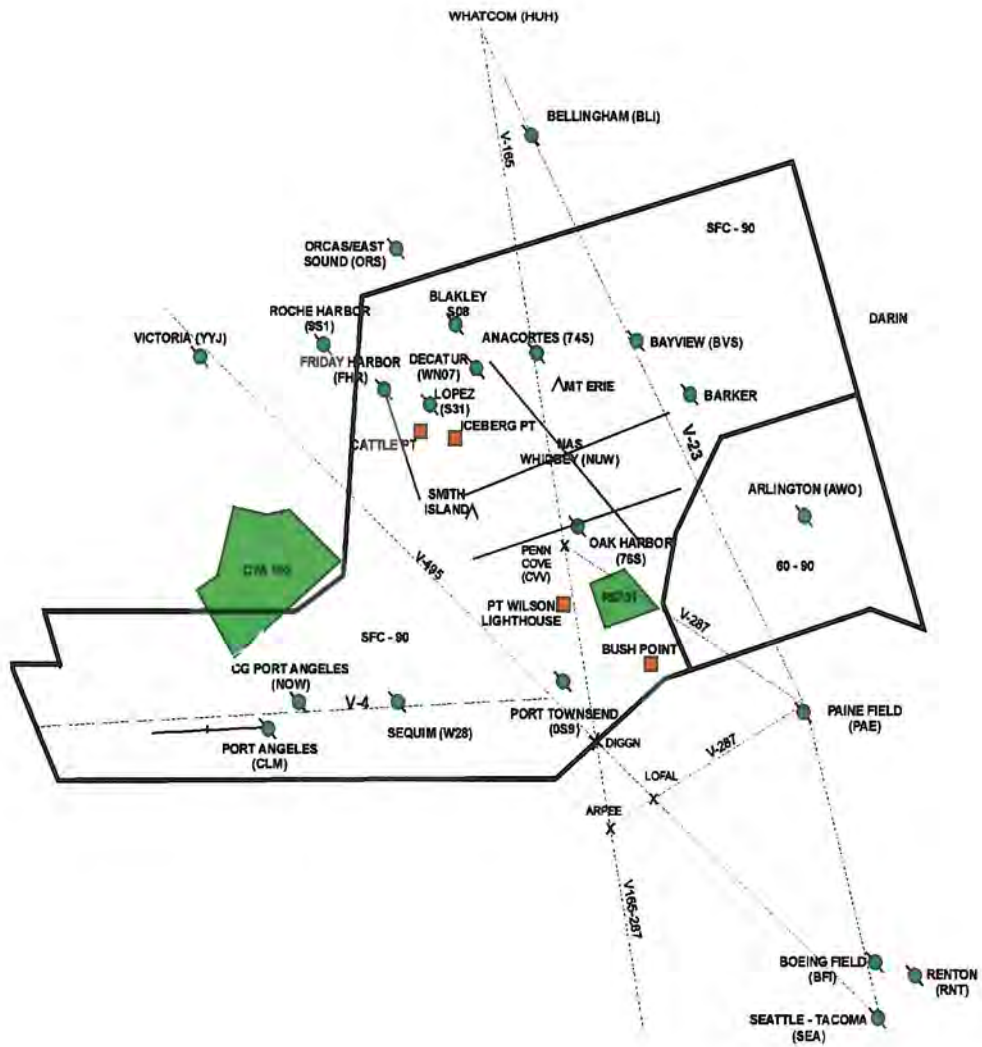 WHATCOM (HUH)
BELLINGHAM (BLI)
V-165
SFC - 90
ORCAS/EAST
SOUND (ORS)
ROCHE HARBOR
(SS1)
BLAKLEY
S08
DARIN
VICTORIA (YYJ)
ANACORTES (74S)
BAYVIEW (BVS)
FRIDAY HARBOR
(FHR)
DECATUR
(WN07)
MT ERIE
BARKER
LOPEZ
(S31)
ICEBERG PT
CATTLE PT
V-23
NAS
WHIDBEY (NUW)
SMITH
ISLAND
ARLINGTON (AWO)
OAK HARBOR
(76S)
PENN
COVE
(CVV)
V-495
60 - 90
PT WILSON
LIGHTHOUSE
V-287
SFC - 90
BUSH POINT
CG PORT ANGELES
(NOW)
V-4
SEQUIM (W28)
PORT TOWNSEND
(0S9)
PAINE FIELD
(PAE)
PORT ANGELES
(CLM)
DIGGN
V-287
LOFAL
ARPEE
V165-287
BOEING FIELD
(BFI)
RENTON
(RNT)
SEATTLE - TACOMA
(SEA)